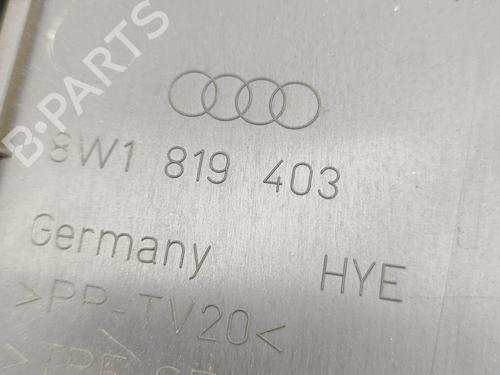 B-PARTS
8W1 819 403
Germany HYE
>PP-TV20<